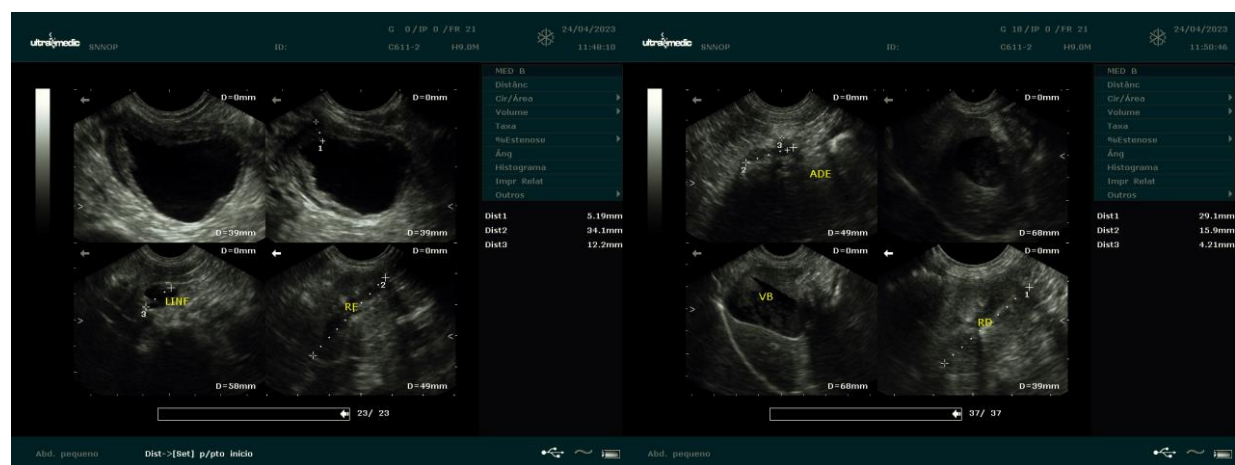 ultramedic SNNOP ID: G 0/IP 0 /FR 21 C611-2 H9.0M 24/04/2023 11:48:10
MED B
Distânc
Cir/Área
Volume
Taxa
%Estenose
Âng
Histograma
Impr Relat
Outros
Dist1 5.19mm
Dist2 34.1mm
Dist3 12.2mm
D=0mm D=0mm
1
D=39mm D=39mm
D=0mm D=0mm
LINF
3
RE
2
D=58mm D=49mm
23/ 23
Abd. pequeno Dist->[Set] p/pto início
ultramedic SNNOP ID: G 10/IP 0 /FR 21 C611-2 H9.0M 24/04/2023 11:50:46
MED B
Distânc
Cir/Área
Volume
Taxa
%Estenose
Âng
Histograma
Impr Relat
Outros
Dist1 29.1mm
Dist2 15.9mm
Dist3 4.21mm
D=0mm D=0mm
3
2
ADE
D=49mm D=68mm
D=0mm D=0mm
VB
RD
1
D=68mm D=39mm
37/ 37
Abd. pequeno